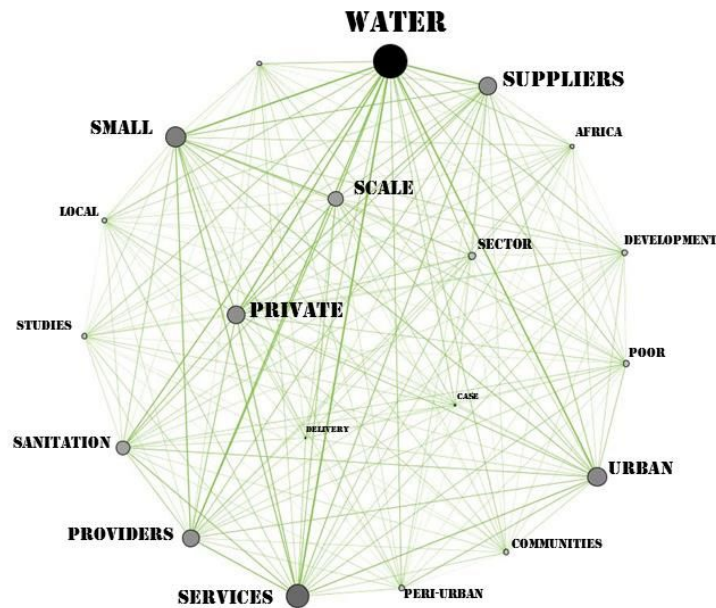 WATER
SUPPLIERS
SMALL
AFRICA
SCALE
LOCAL
SECTOR
DEVELOPMENT
PRIVATE
STUDIES
POOR
CASE
DELIVERY
SANITATION
URBAN
PROVIDERS
COMMUNITIES
SERVICES
PERI-URBAN